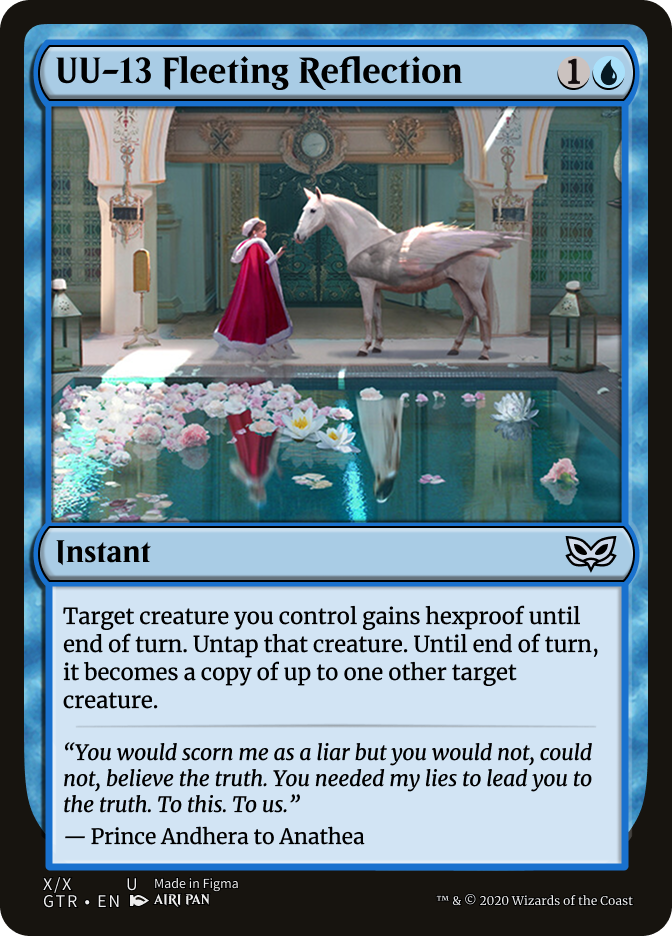 UU-13 Fleeting Reflection 1
Instant
Target creature you control gains hexproof until
end of turn. Untap that creature. Until end of turn,
it becomes a copy of up to one other target
creature.
“You would scorn me as a liar but you would not, could
not, believe the truth. You needed my lies to lead you to
the truth. To this. To us.”
— Prince Andhera to Anathea
X/X U Made in Figma
GTR • EN AIRI PAN ™ & © 2020 Wizards of the Coast